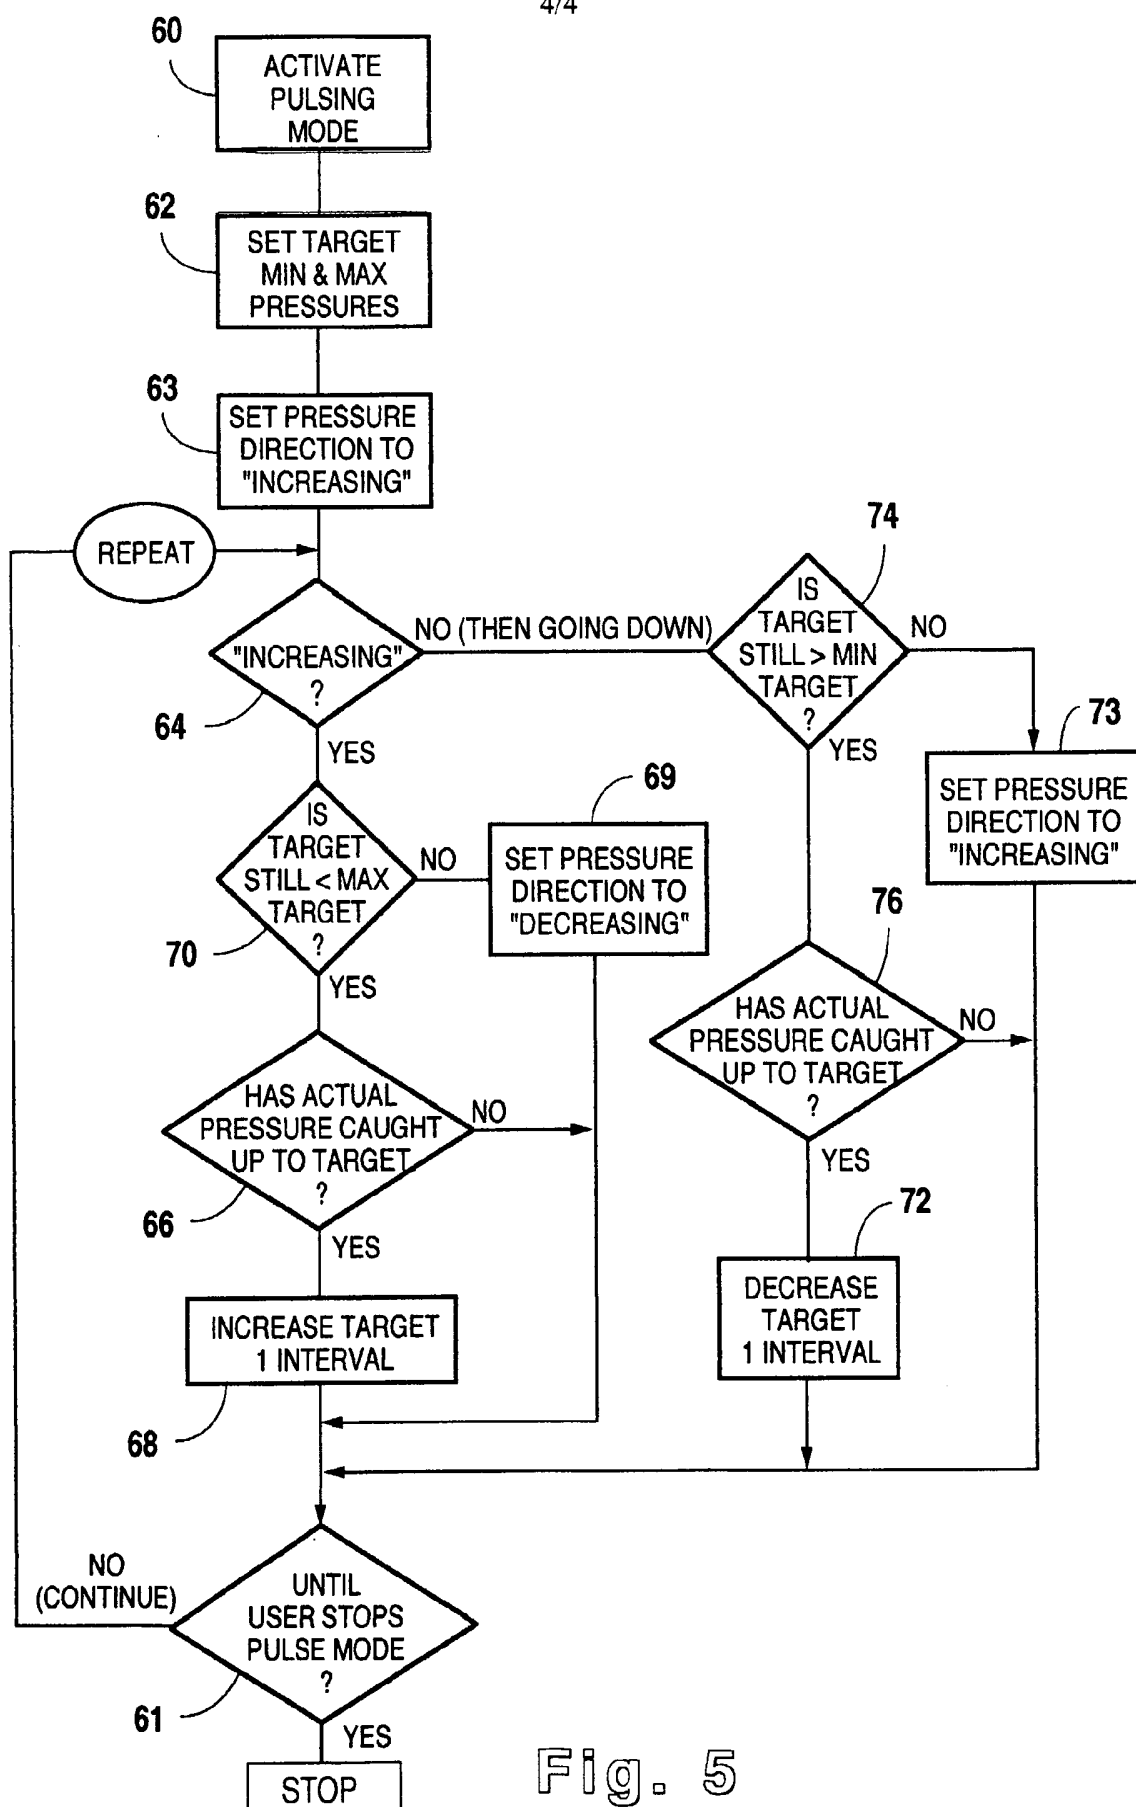 4/4
60
ACTIVATE
PULSING
MODE
62
SET TARGET
MIN & MAX
PRESSURES
63
SET PRESSURE
DIRECTION TO
"INCREASING"
REPEAT
"INCREASING"
?
64
NO (THEN GOING DOWN)
YES
74
IS
TARGET
STILL > MIN
TARGET
?
NO
YES
73
SET PRESSURE
DIRECTION TO
"INCREASING"
IS
TARGET
STILL < MAX
TARGET
?
70
NO
YES
69
SET PRESSURE
DIRECTION TO
"DECREASING"
76
HAS ACTUAL
PRESSURE CAUGHT
UP TO TARGET
?
NO
YES
HAS ACTUAL
PRESSURE CAUGHT
UP TO TARGET
?
66
NO
YES
72
DECREASE
TARGET
1 INTERVAL
INCREASE TARGET
1 INTERVAL
68
NO
(CONTINUE)
UNTIL
USER STOPS
PULSE MODE
?
61
YES
STOP
Fig. 5